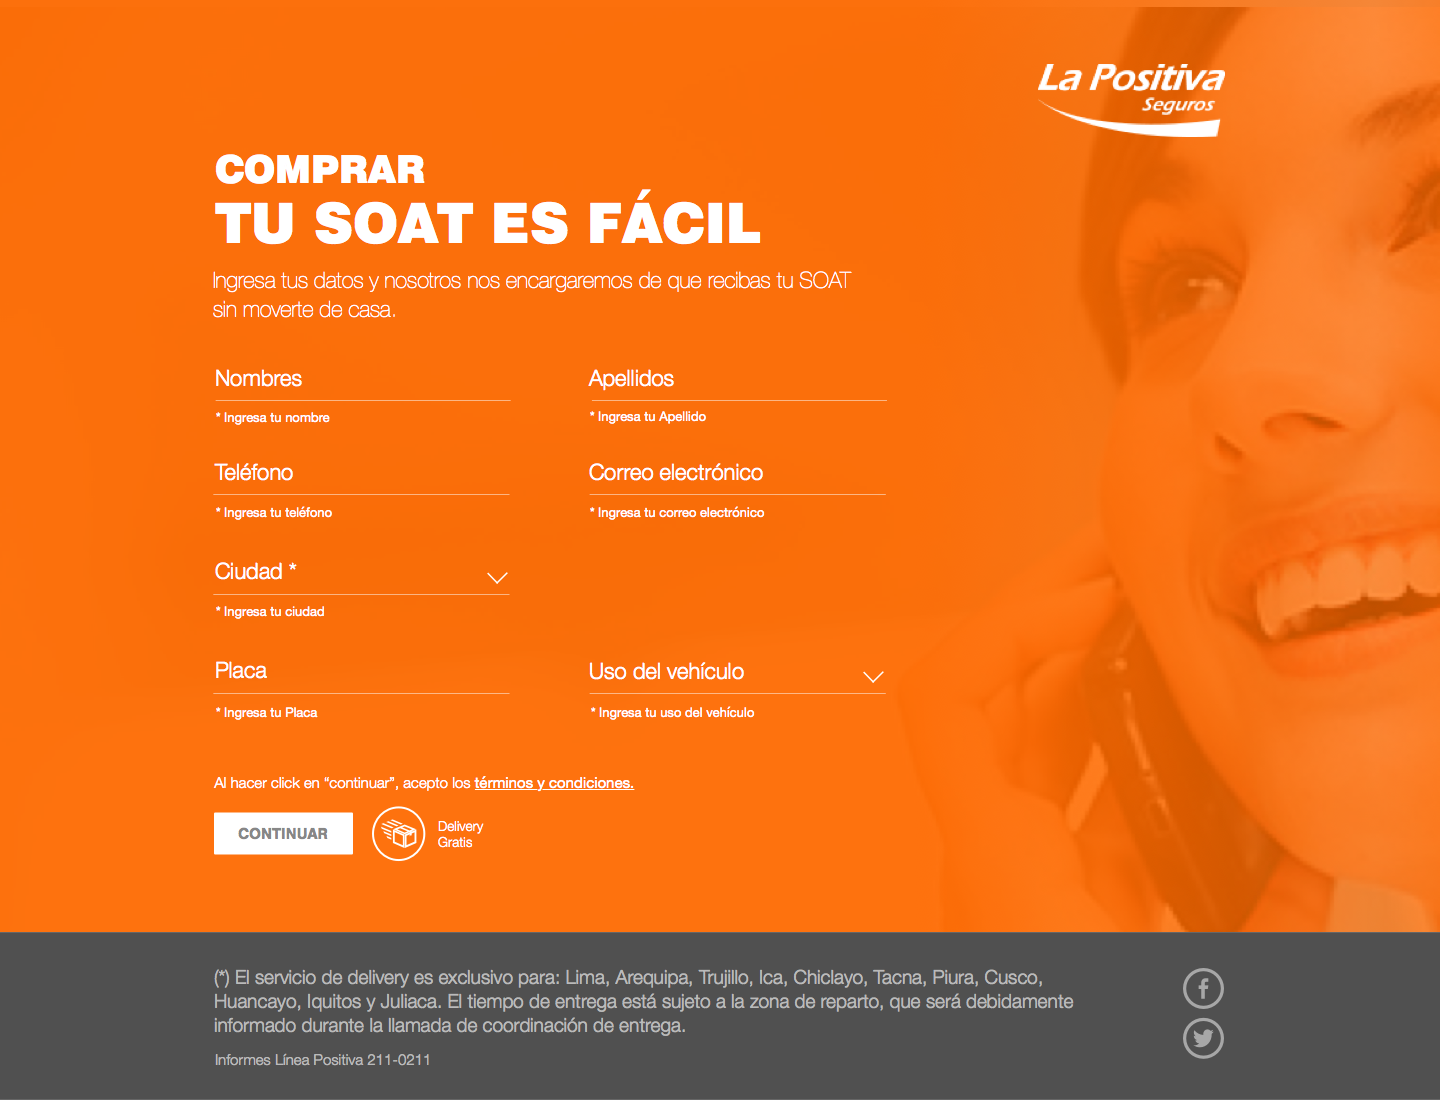 La Positiva
Seguros
COMPRAR
TU SOAT ES FÁCIL
Ingresa tus datos y nosotros nos encargaremos de que recibas tu SOAT
sin moverte de casa.
Nombres
* Ingresa tu nombre
Apellidos
* Ingresa tu Apellido
Teléfono
* Ingresa tu teléfono
Correo electrónico
* Ingresa tu correo electrónico
Ciudad *
* Ingresa tu ciudad
Placa
* Ingresa tu Placa
Uso del vehículo
* Ingresa tu uso del vehículo
Al hacer click en “continuar”, acepto los términos y condiciones.
CONTINUAR
Delivery
Gratis
(*) El servicio de delivery es exclusivo para: Lima, Arequipa, Trujillo, Ica, Chiclayo, Tacna, Piura, Cusco,
Huancayo, Iquitos y Juliaca. El tiempo de entrega está sujeto a la zona de reparto, que será debidamente
informado durante la llamada de coordinación de entrega.
Informes Línea Positiva 211-0211